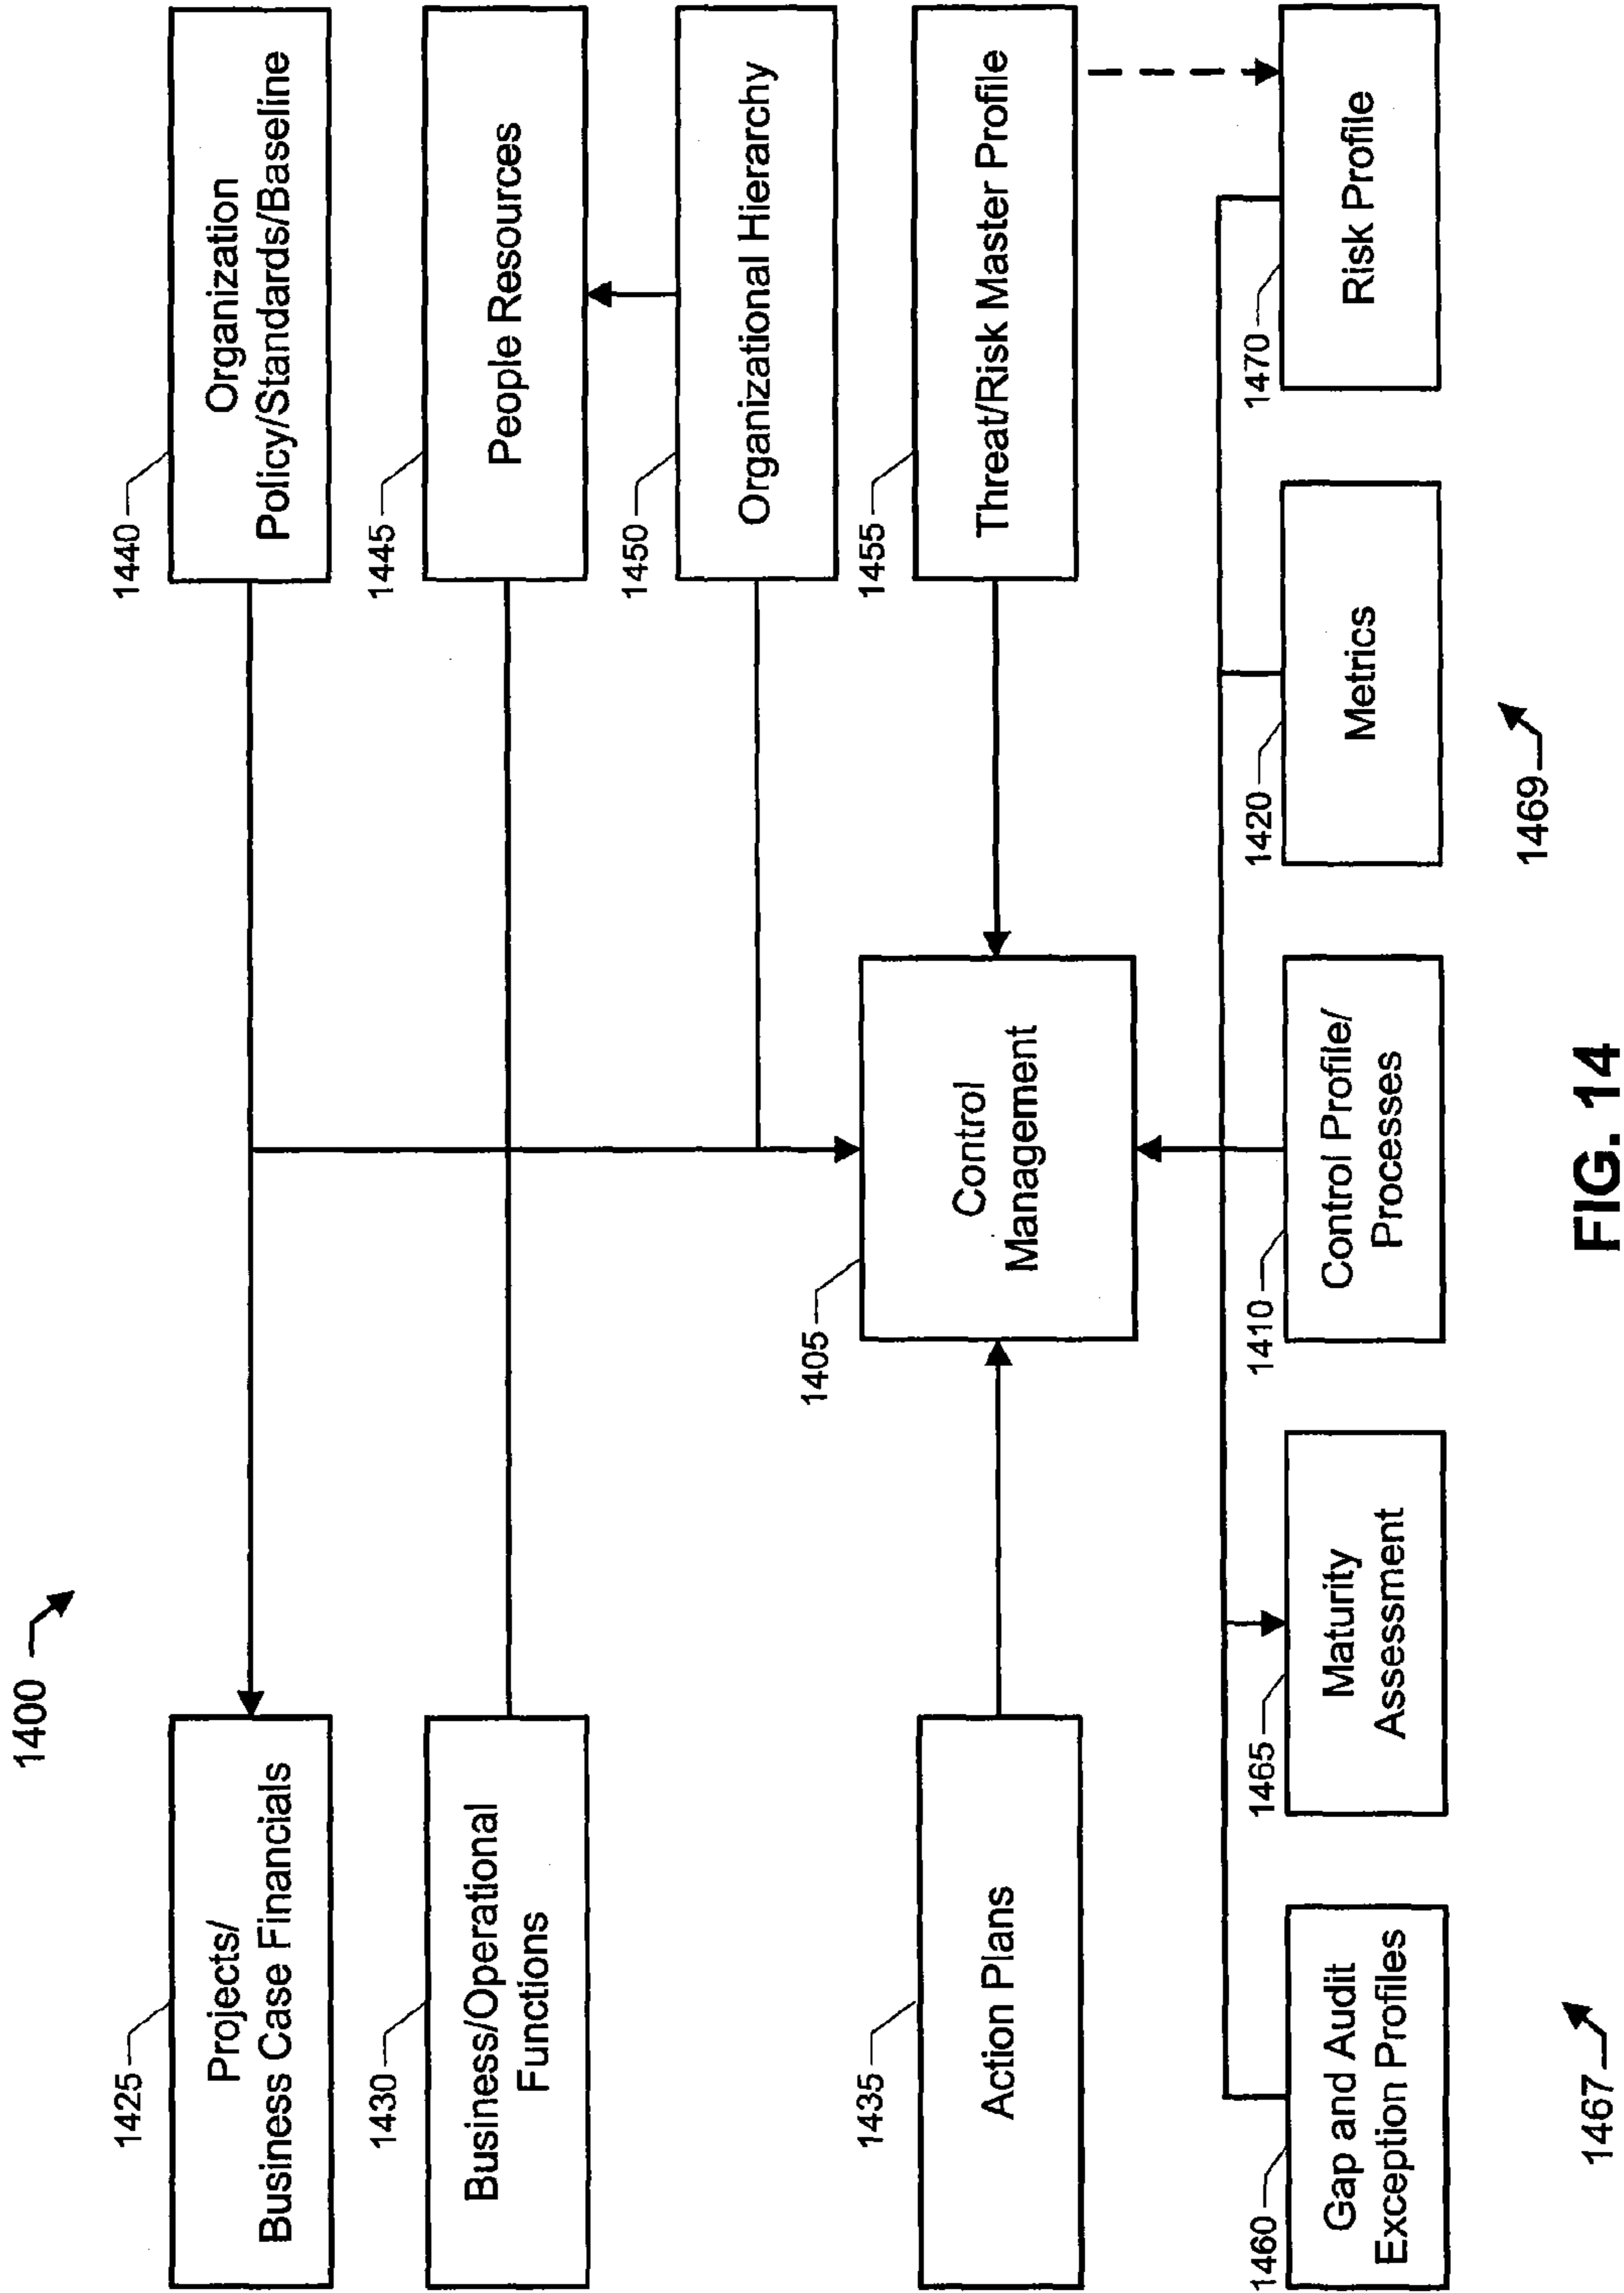 1400
1425
Projects/
Business Case Financials
1440
Organization
Policy/Standards/Baseline
1430
Business/Operational
Functions
1445
People Resources
1450
Organizational Hierarchy
1435
Action Plans
1405
Control
Management
1455
Threat/Risk Master Profile
1460
Gap and Audit
Exception Profiles
1465
Maturity
Assessment
1410
Control Profile/
Processes
1420
Metrics
1470
Risk Profile
1467
1469
FIG. 14